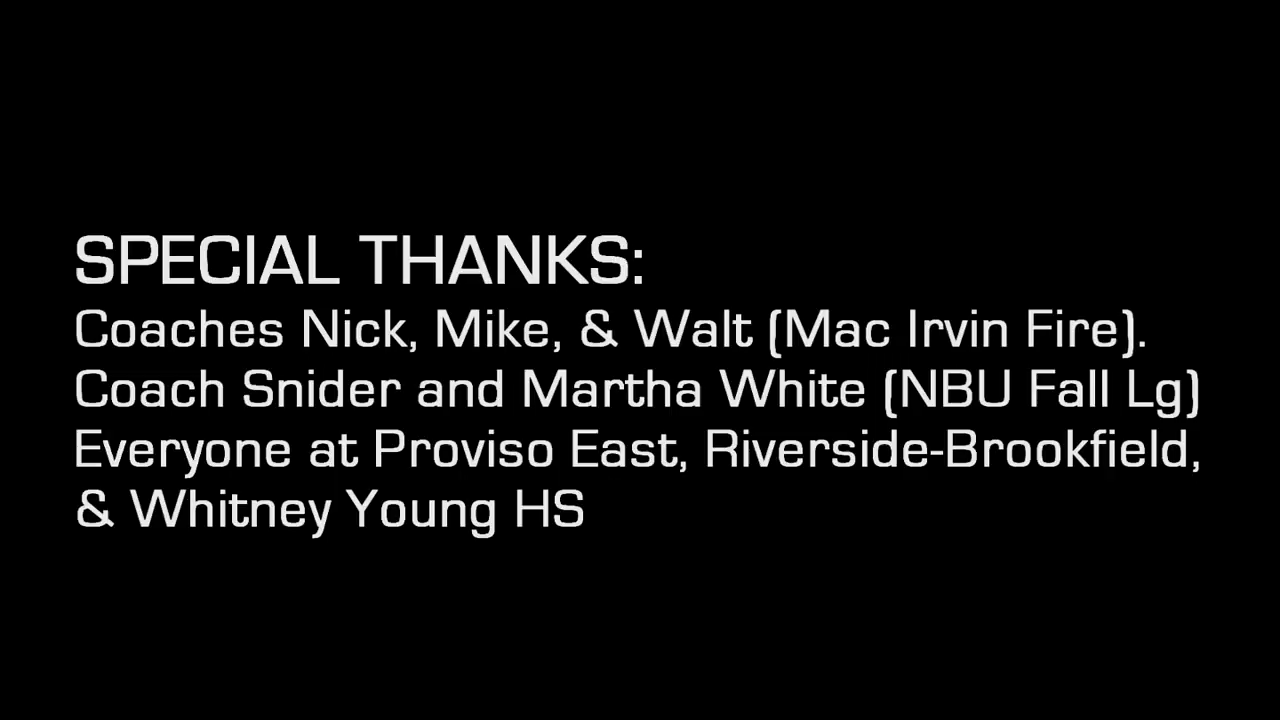 SPECIAL THANKS:
Coaches Nick, Mike, & Walt (Mac Irvin Fire).
Coach Snider and Martha White (NBU Fall Lg)
Everyone at Proviso East, Riverside-Brookfield,
& Whitney Young HS